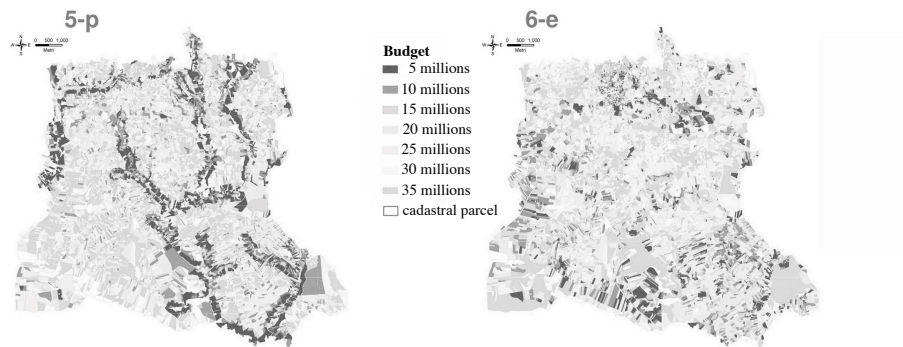 5-p
N
W E
S
0 500 1,000
Metri
Budget
5 millions
10 millions
15 millions
20 millions
25 millions
30 millions
35 millions
cadastral parcel
6-e
N
W E
S
0 500 1,000
Metri